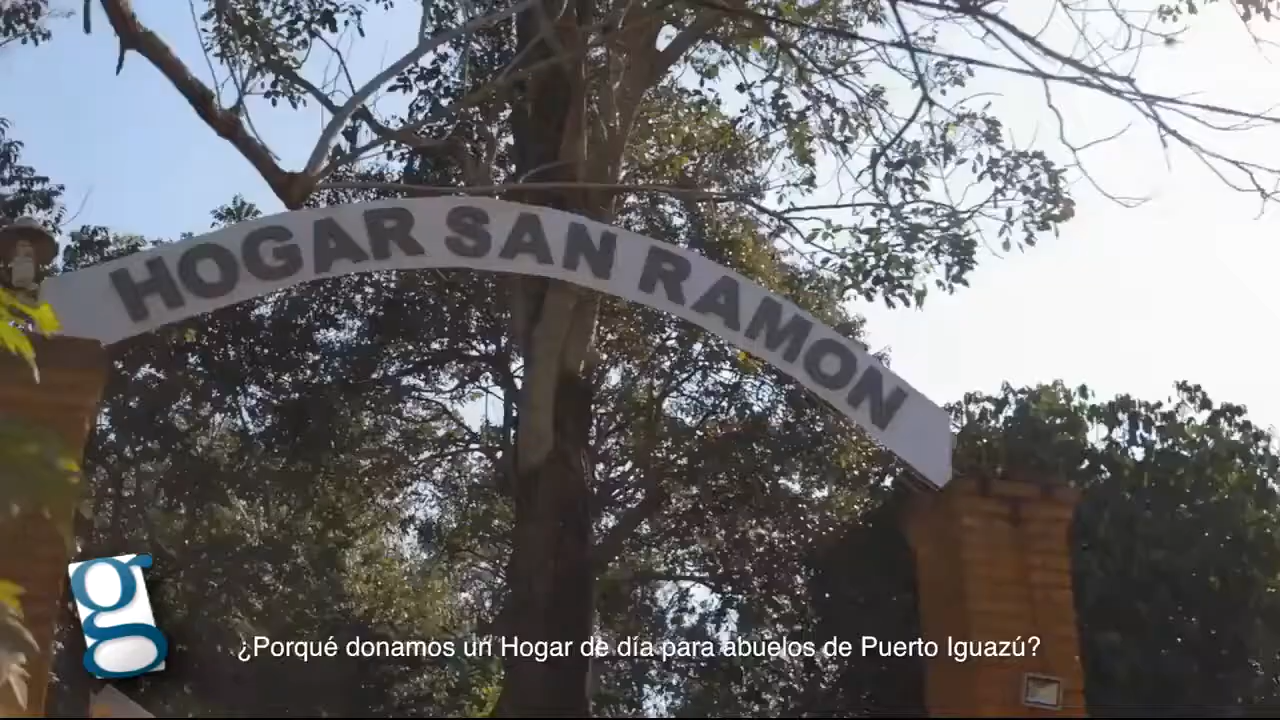 HOGAR SAN RAMON
g
¿Porqué donamos un Hogar de día para abuelos de Puerto Iguazú?